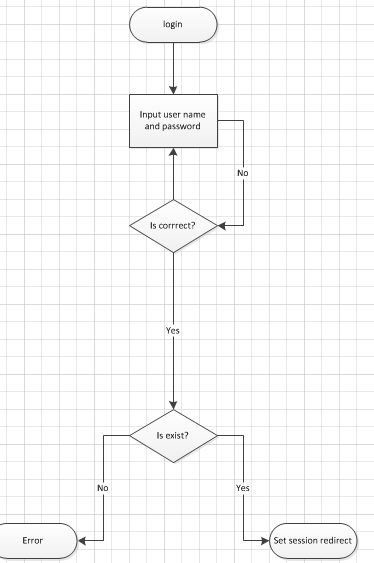 login
Input user name
and password
No
Is corrrect?
Yes
Is exist?
No
Yes
Error
Set session redirect